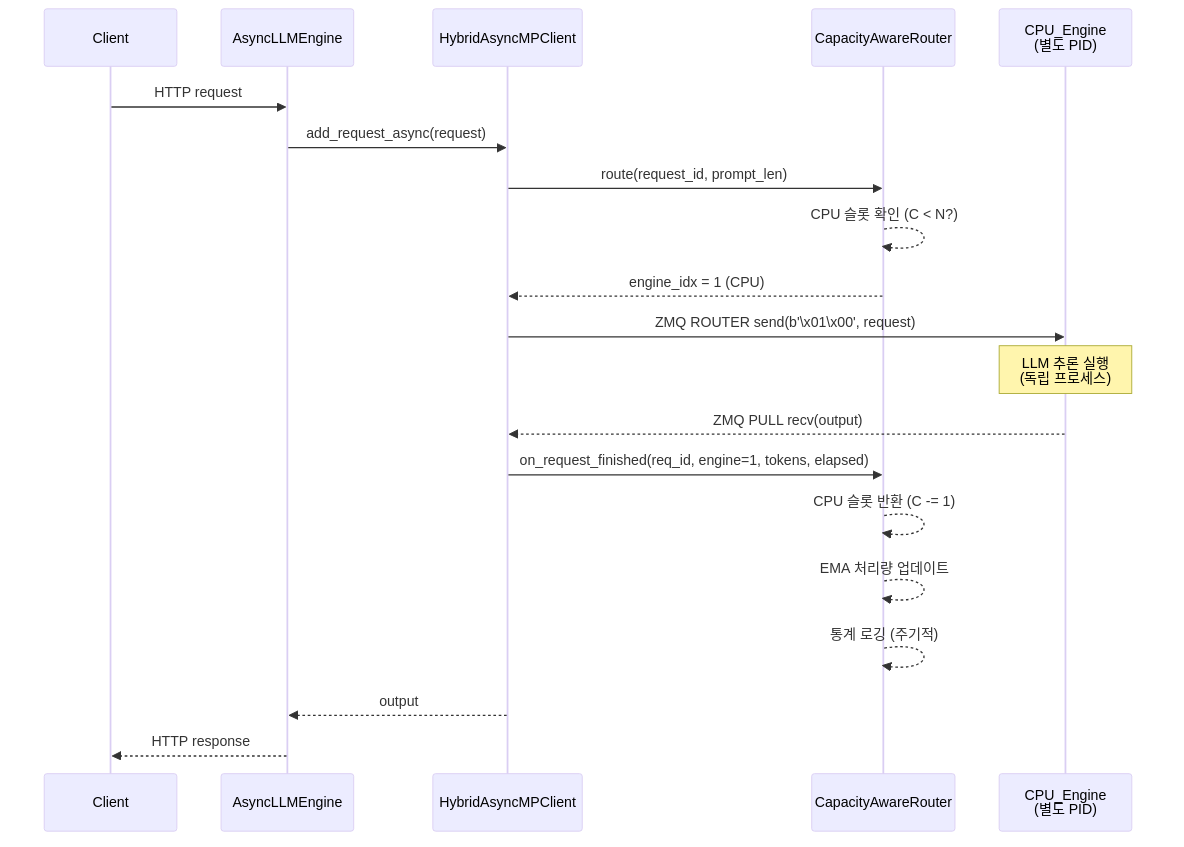 Client
AsyncLLMEngine
HybridAsyncMPClient
CapacityAwareRouter
CPU_Engine
(별도 PID)
HTTP request
add_request_async(request)
route(request_id, prompt_len)
CPU 슬롯 확인 (C < N?)
engine_idx = 1 (CPU)
ZMQ ROUTER send(b'\x01\x00', request)
LLM 추론 실행
(독립 프로세스)
ZMQ PULL recv(output)
on_request_finished(req_id, engine=1, tokens, elapsed)
CPU 슬롯 반환 (C -= 1)
EMA 처리량 업데이트
통계 로깅 (주기적)
output
HTTP response
Client
AsyncLLMEngine
HybridAsyncMPClient
CapacityAwareRouter
CPU_Engine
(별도 PID)